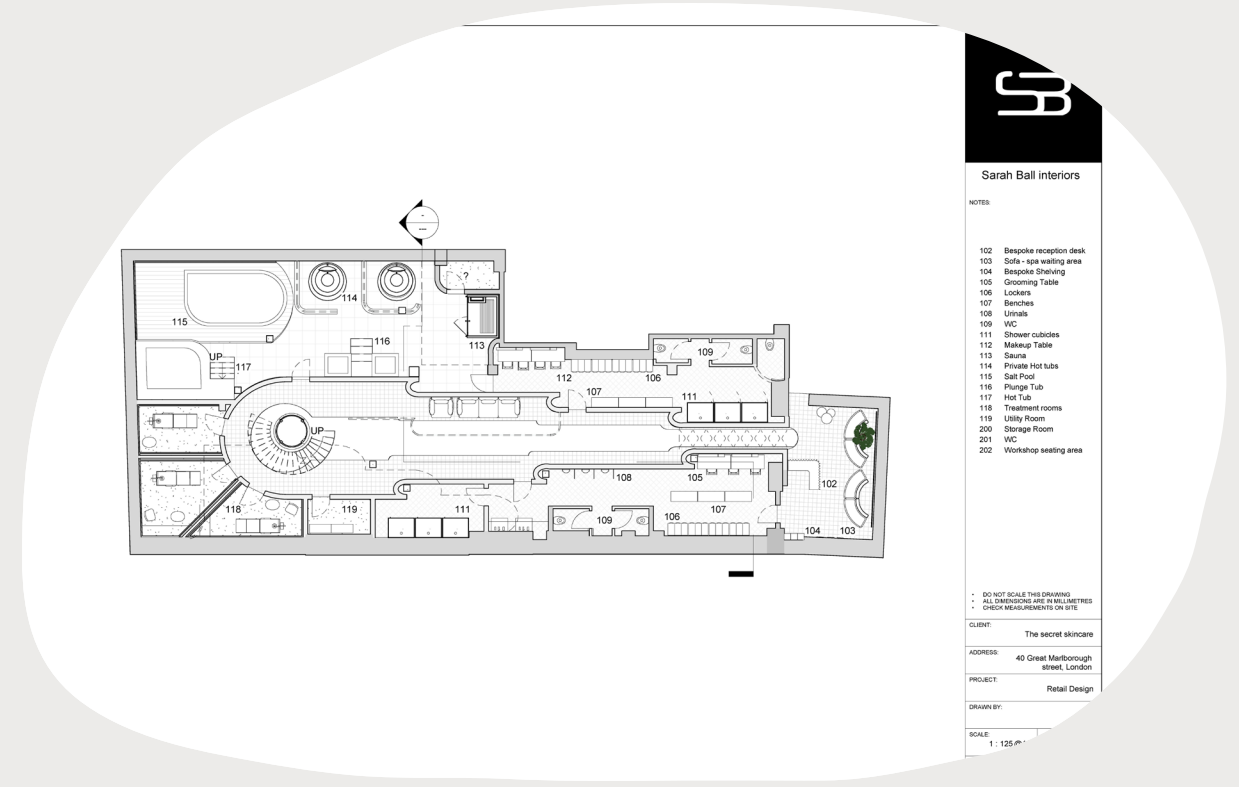 SB
Sarah Ball interiors
NOTES:
102 Bespoke reception desk
103 Sofa - spa waiting area
104 Bespoke Shelving
105 Grooming Table
106 Lockers
107 Benches
108 Urinals
109 WC
111 Shower cubicles
112 Makeup Table
113 Sauna
114 Private Hot tubs
115 Salt Pool
116 Plunge Tub
117 Hot Tub
118 Treatment rooms
119 Utility Room
200 Storage Room
201 WC
202 Workshop seating area
?
114
115
116
113
UP
117
109
112
106
107
111
UP
108
105
102
118
119
111
109
106
107
104
103
• DO NOT SCALE THIS DRAWING
• ALL DIMENSIONS ARE IN MILLIMETRES
• CHECK MEASUREMENTS ON SITE
CLIENT:
The secret skincare
ADDRESS:
40 Great Marlborough
street, London
PROJECT:
Retail Design
DRAWN BY:
SCALE:
1 : 125@